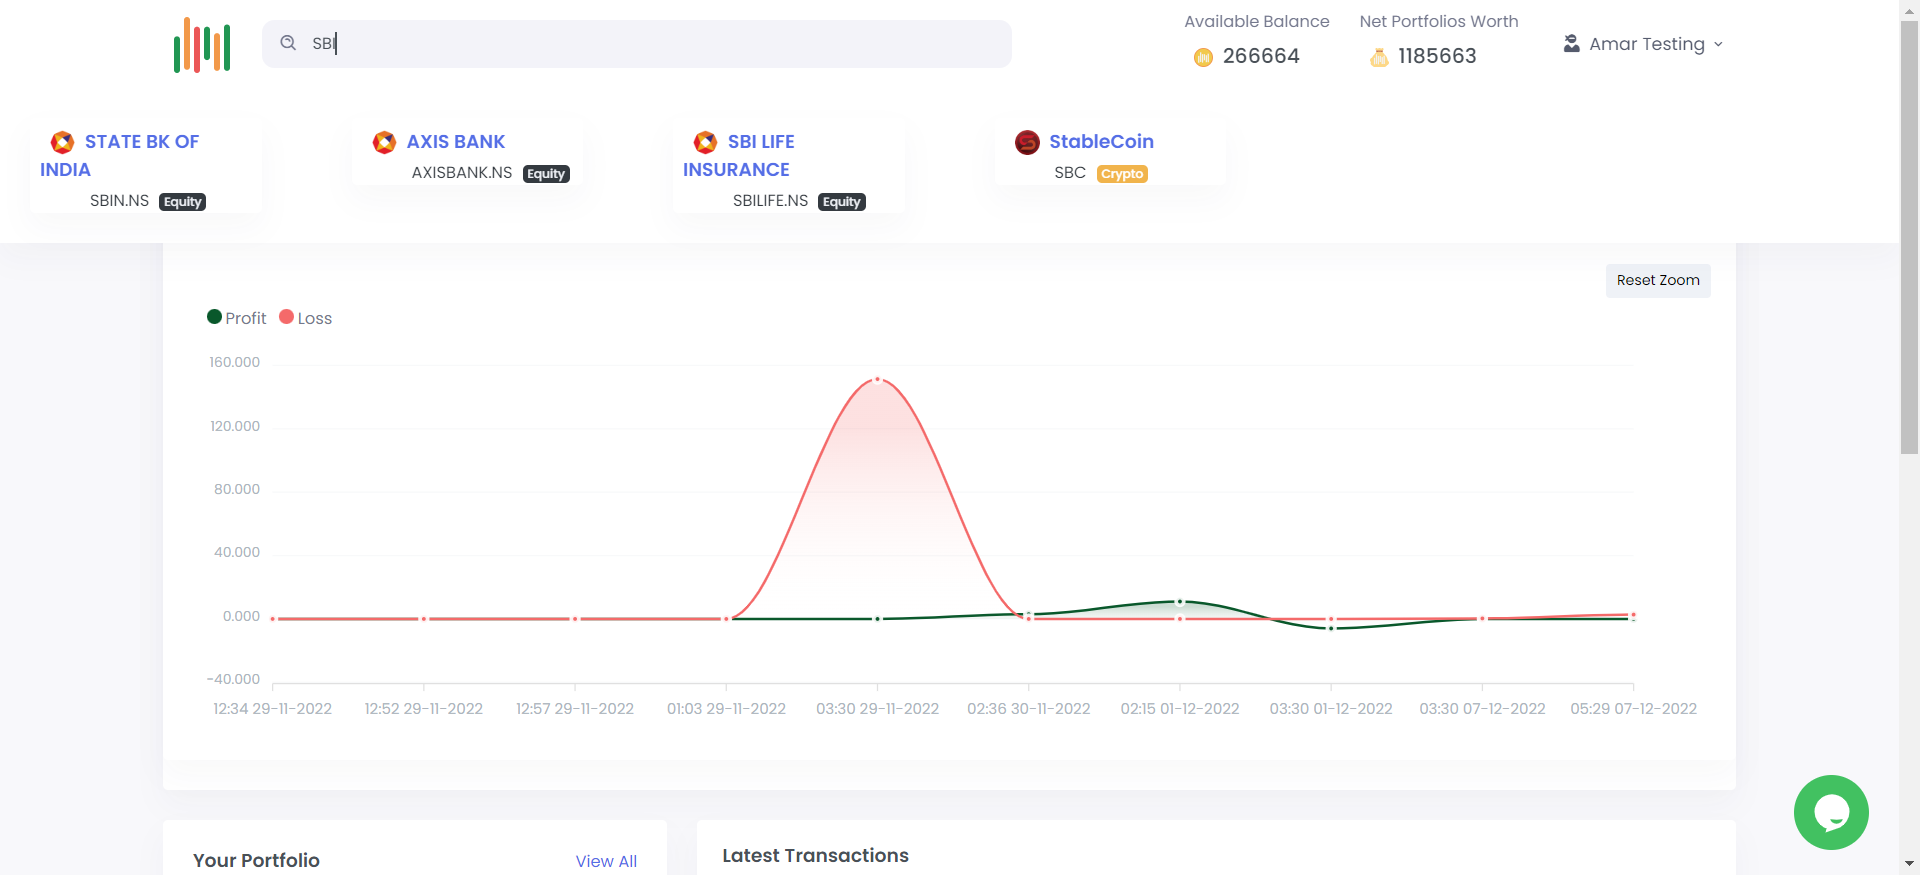 SBI
Available Balance
266664
Net Portfolios Worth
1185663
Amar Testing
STATE BK OF
INDIA
SBIN.NS Equity
AXIS BANK
AXISBANK.NS Equity
SBI LIFE
INSURANCE
SBILIFE.NS Equity
StableCoin
SBC Crypto
Reset Zoom
Profit Loss
160.000
120.000
80.000
40.000
0.000
-40.000
12:34 29-11-2022 12:52 29-11-2022 12:57 29-11-2022 01:03 29-11-2022 03:30 29-11-2022 02:36 30-11-2022 02:15 01-12-2022 03:30 01-12-2022 03:30 07-12-2022 05:29 07-12-2022
Your Portfolio View All
Latest Transactions